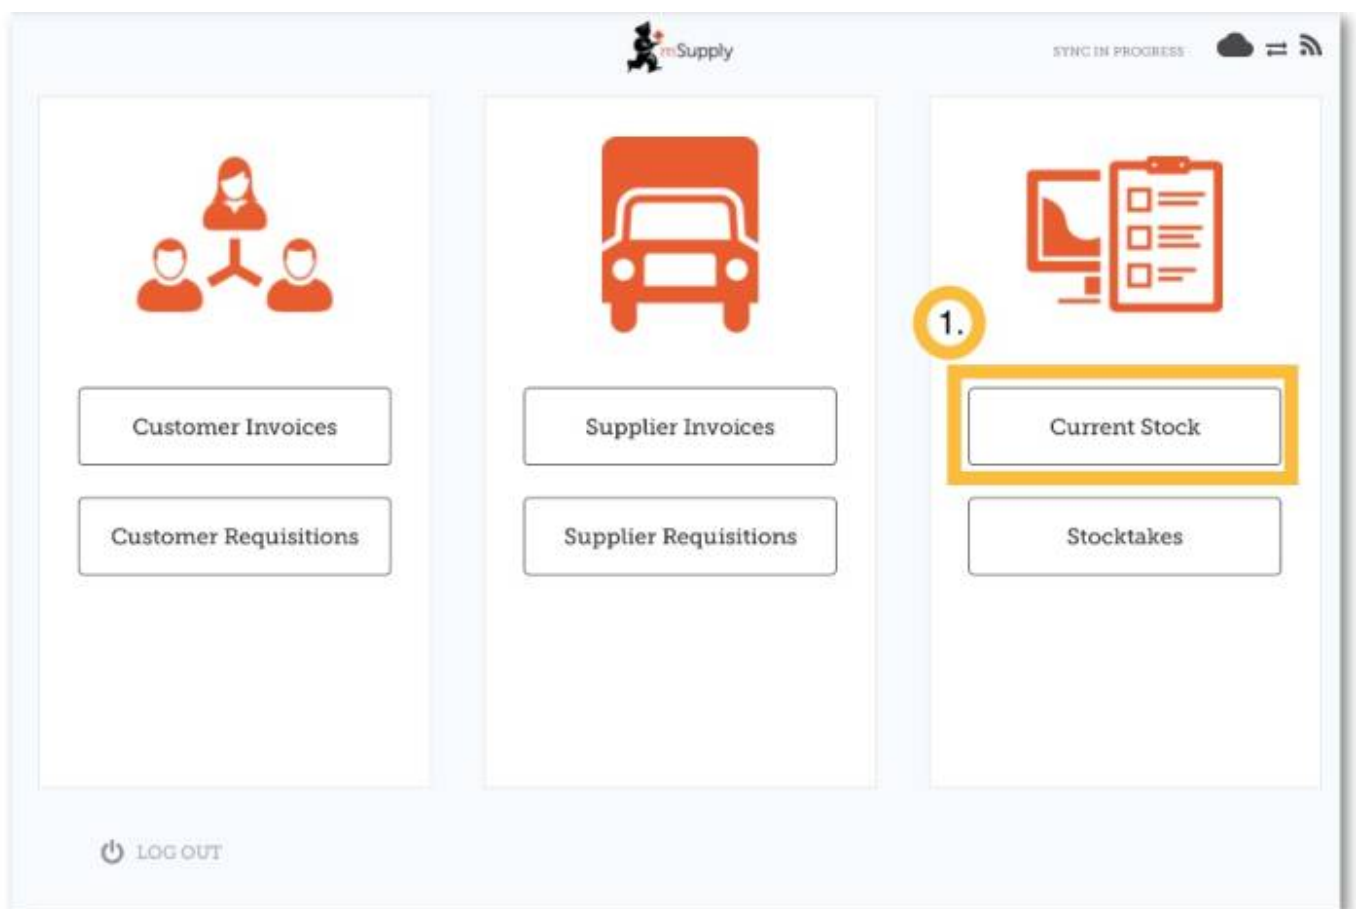 mSupply
SYNC IN PROGRESS
1.
Customer Invoices
Supplier Invoices
Current Stock
Customer Requisitions
Supplier Requisitions
Stocktakes
LOG OUT